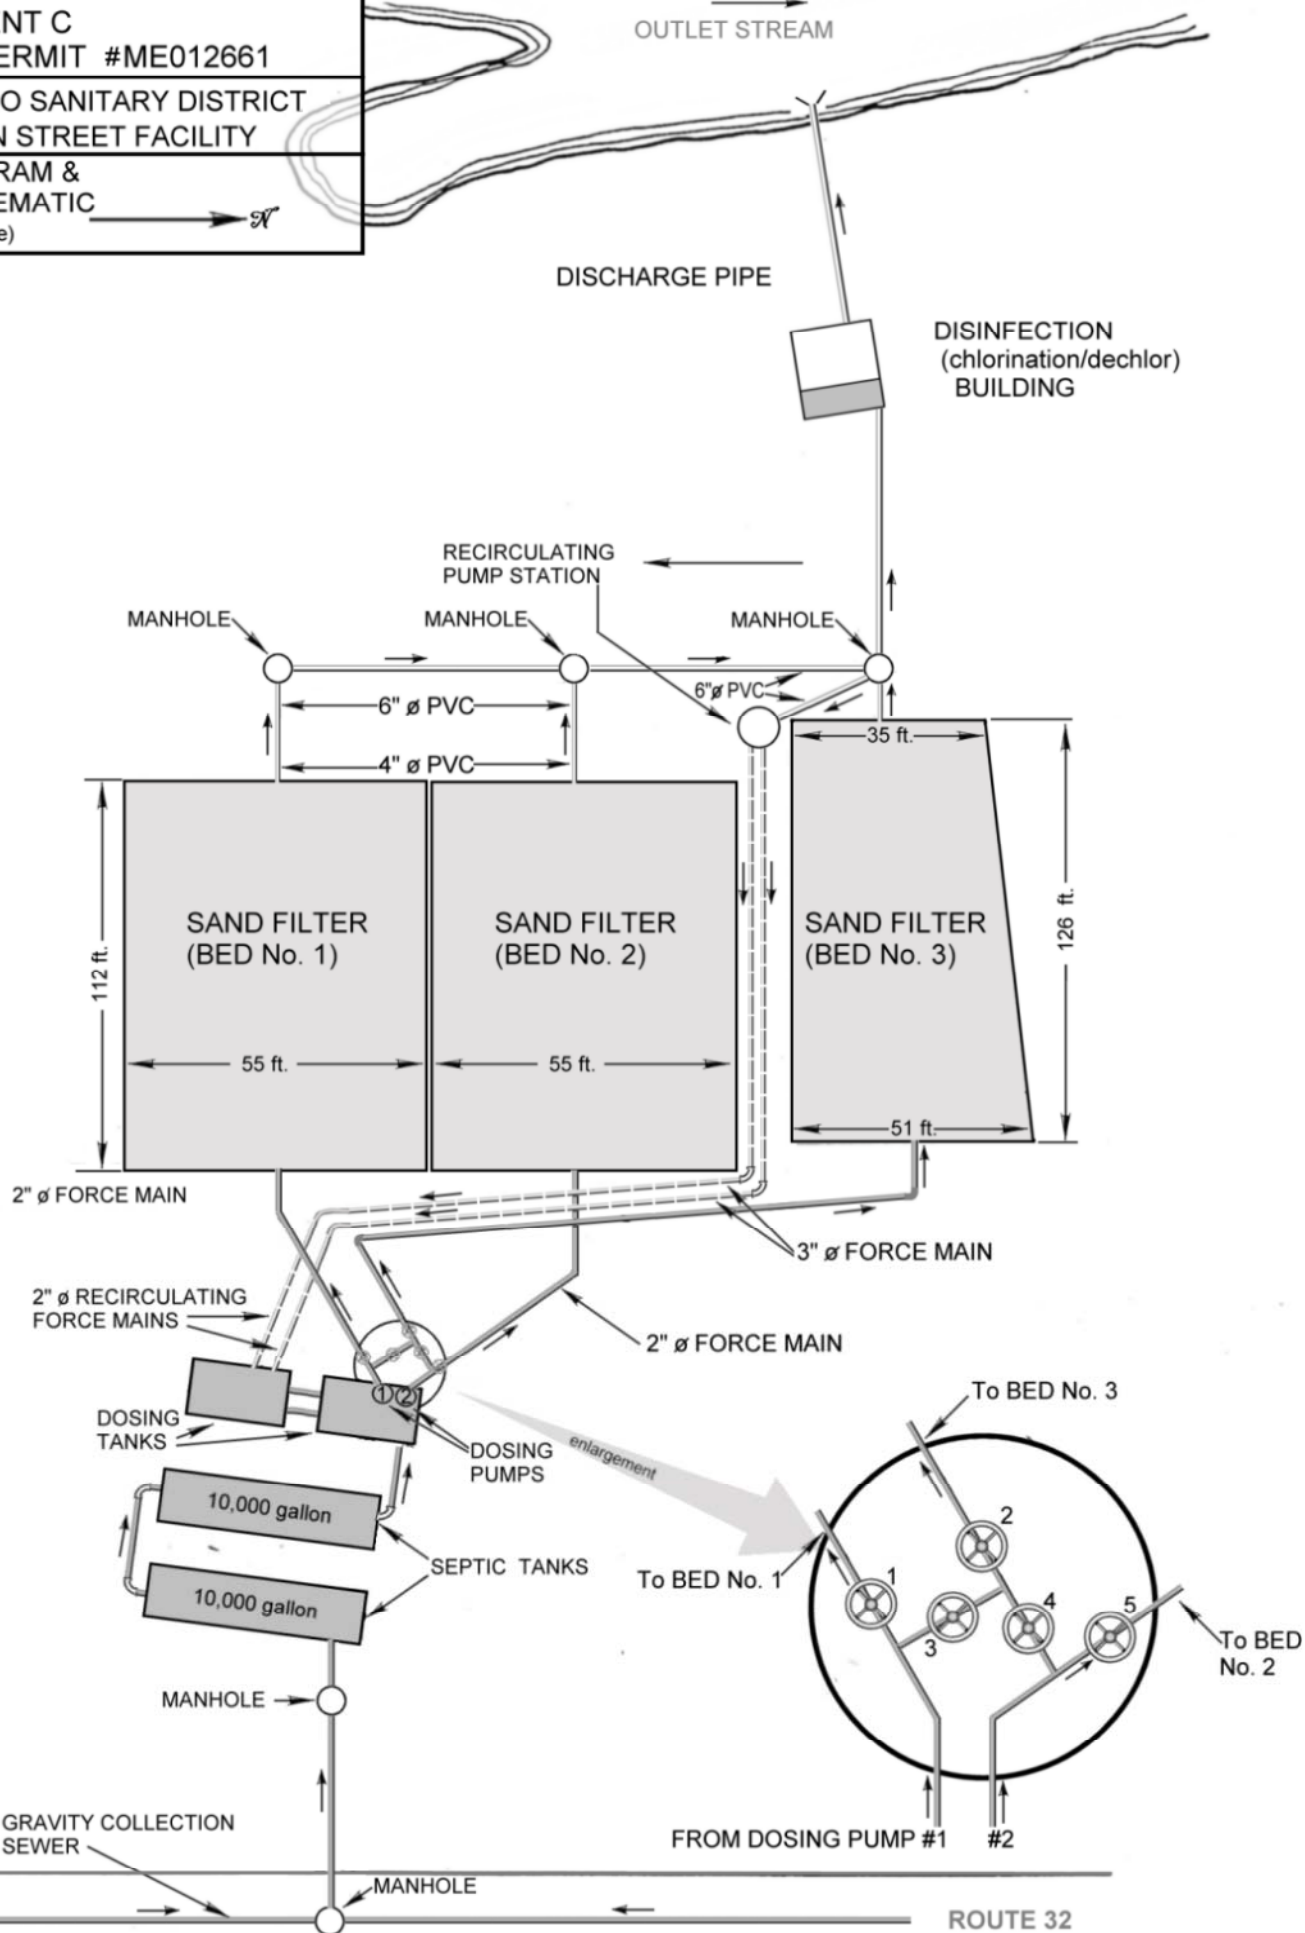 ENT C
ERMIT #ME012661
O SANITARY DISTRICT
N STREET FACILITY
RAM &
EMATIC
N
e)
OUTLET STREAM
DISCHARGE PIPE
DISINFECTION
(chlorination/dechlor)
BUILDING
RECIRCULATING
PUMP STATION
MANHOLE
MANHOLE
MANHOLE
6" ø PVC
6"ø PVC
4" ø PVC
35 ft.
SAND FILTER
(BED No. 1)
SAND FILTER
(BED No. 2)
SAND FILTER
(BED No. 3)
112 ft.
126 ft.
55 ft.
55 ft.
51 ft.
2" ø FORCE MAIN
3" ø FORCE MAIN
2" ø RECIRCULATING
FORCE MAINS
2" ø FORCE MAIN
1 2
DOSING
TANKS
DOSING
PUMPS
enlargement
10,000 gallon
10,000 gallon
SEPTIC TANKS
To BED No. 3
To BED No. 1
To BED
No. 2
1
2
3
4
5
FROM DOSING PUMP #1 #2
MANHOLE
GRAVITY COLLECTION
SEWER
MANHOLE
ROUTE 32